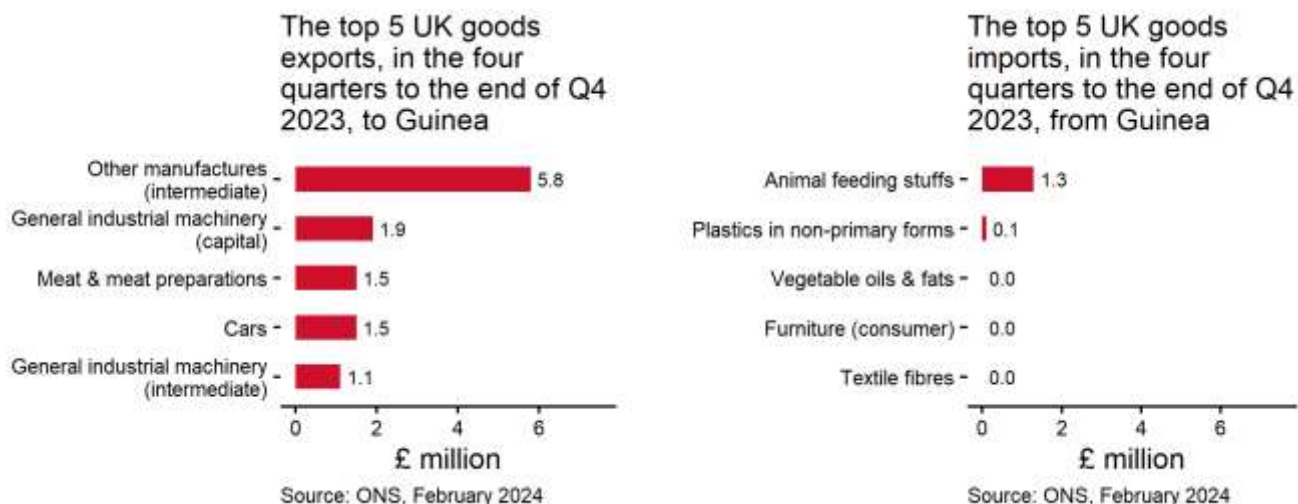 The top 5 UK goods
exports, in the four
quarters to the end of Q4
2023, to Guinea
Other manufactures
(intermediate)
5.8
General industrial machinery
(capital)
1.9
Meat & meat preparations
1.5
Cars
1.5
General industrial machinery
(intermediate)
1.1
0 2 4 6
£ million
Source: ONS, February 2024
The top 5 UK goods
imports, in the four
quarters to the end of Q4
2023, from Guinea
Animal feeding stuffs
1.3
Plastics in non-primary forms
0.1
Vegetable oils & fats
0.0
Furniture (consumer)
0.0
Textile fibres
0.0
0 2 4 6
£ million
Source: ONS, February 2024